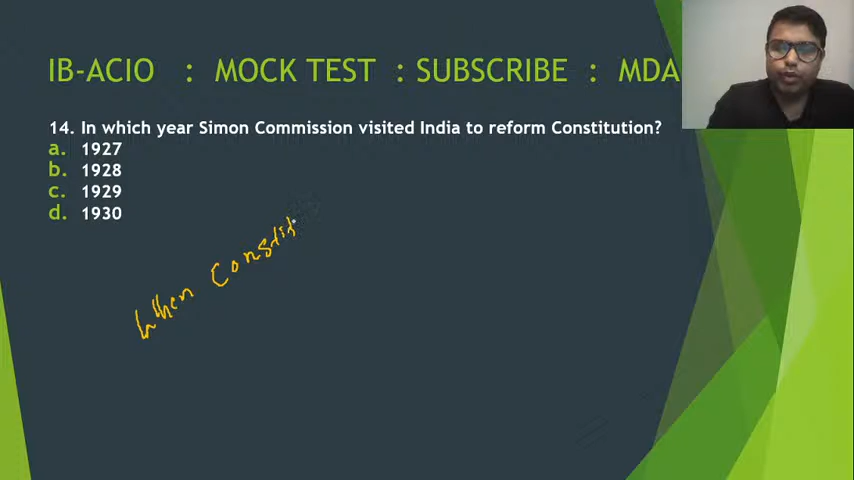 IB-ACIO : MOCK TEST : SUBSCRIBE : MDA
14. In which year Simon Commission visited India to reform Constitution?
a. 1927
b. 1928
c. 1929
d. 1930
When Constit